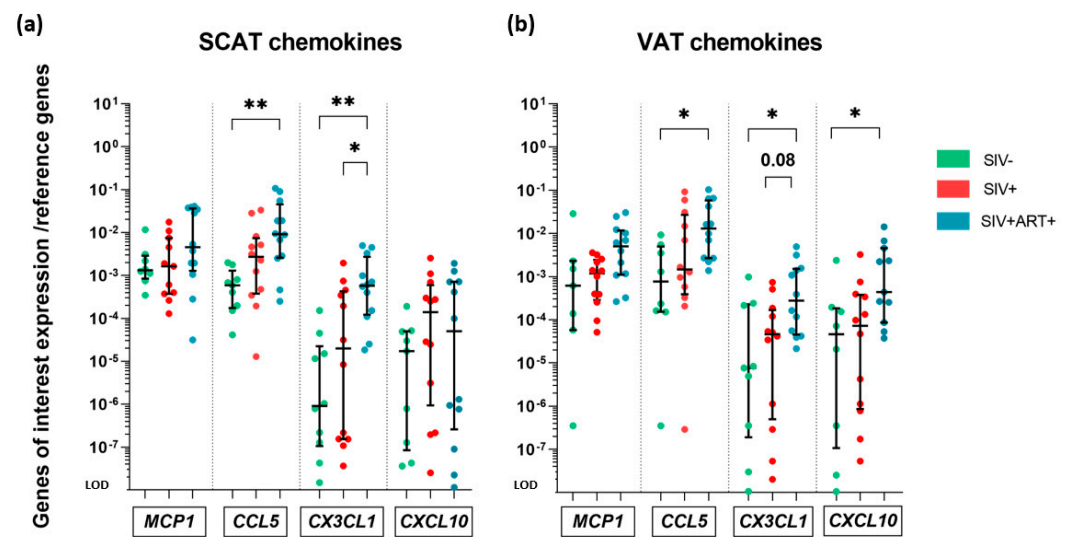 (a)
SCAT chemokines
Genes of interest expression /reference genes
10¹
10⁰
10⁻¹
10⁻²
10⁻³
10⁻⁴
10⁻⁵
10⁻⁶
10⁻⁷
LOD
**
**
*
MCP1 CCL5 CX3CL1 CXCL10
(b)
VAT chemokines
10¹
10⁰
10⁻¹
10⁻²
10⁻³
10⁻⁴
10⁻⁵
10⁻⁶
10⁻⁷
LOD
*
*
*
0.08
MCP1 CCL5 CX3CL1 CXCL10
SIV-
SIV+
SIV+ART+